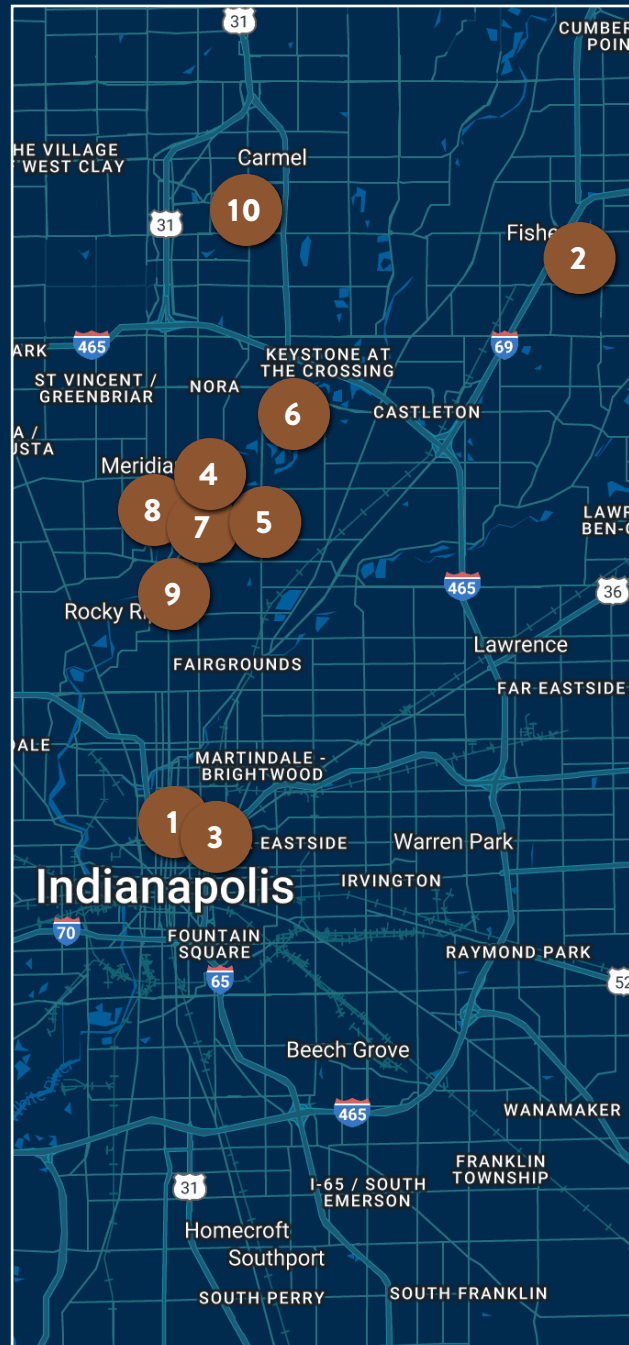 31
CUMBER
POIN
HE VILLAGE
WEST CLAY
Carmel
10
31
Fishe
2
ARK
465
KEYSTONE AT
THE CROSSING
69
ST VINCENT /
GREENBRIAR
NORA
6
CASTLETON
A /
USTA
Meridia
4
8
7
5
LAWR
BEN-
465
36
9
Rocky Ri
Lawrence
FAIRGROUNDS
FAR EASTSIDE
DALE
MARTINDALE -
BRIGHTWOOD
1
3
EASTSIDE
Warren Park
Indianapolis
IRVINGTON
70
FOUNTAIN
SQUARE
RAYMOND PARK
65
52
Beech Grove
465
WANAMAKER
FRANKLIN
TOWNSHIP
31
I-65 / SOUTH
EMERSON
Homecroft
Southport
SOUTH PERRY
SOUTH FRANKLIN